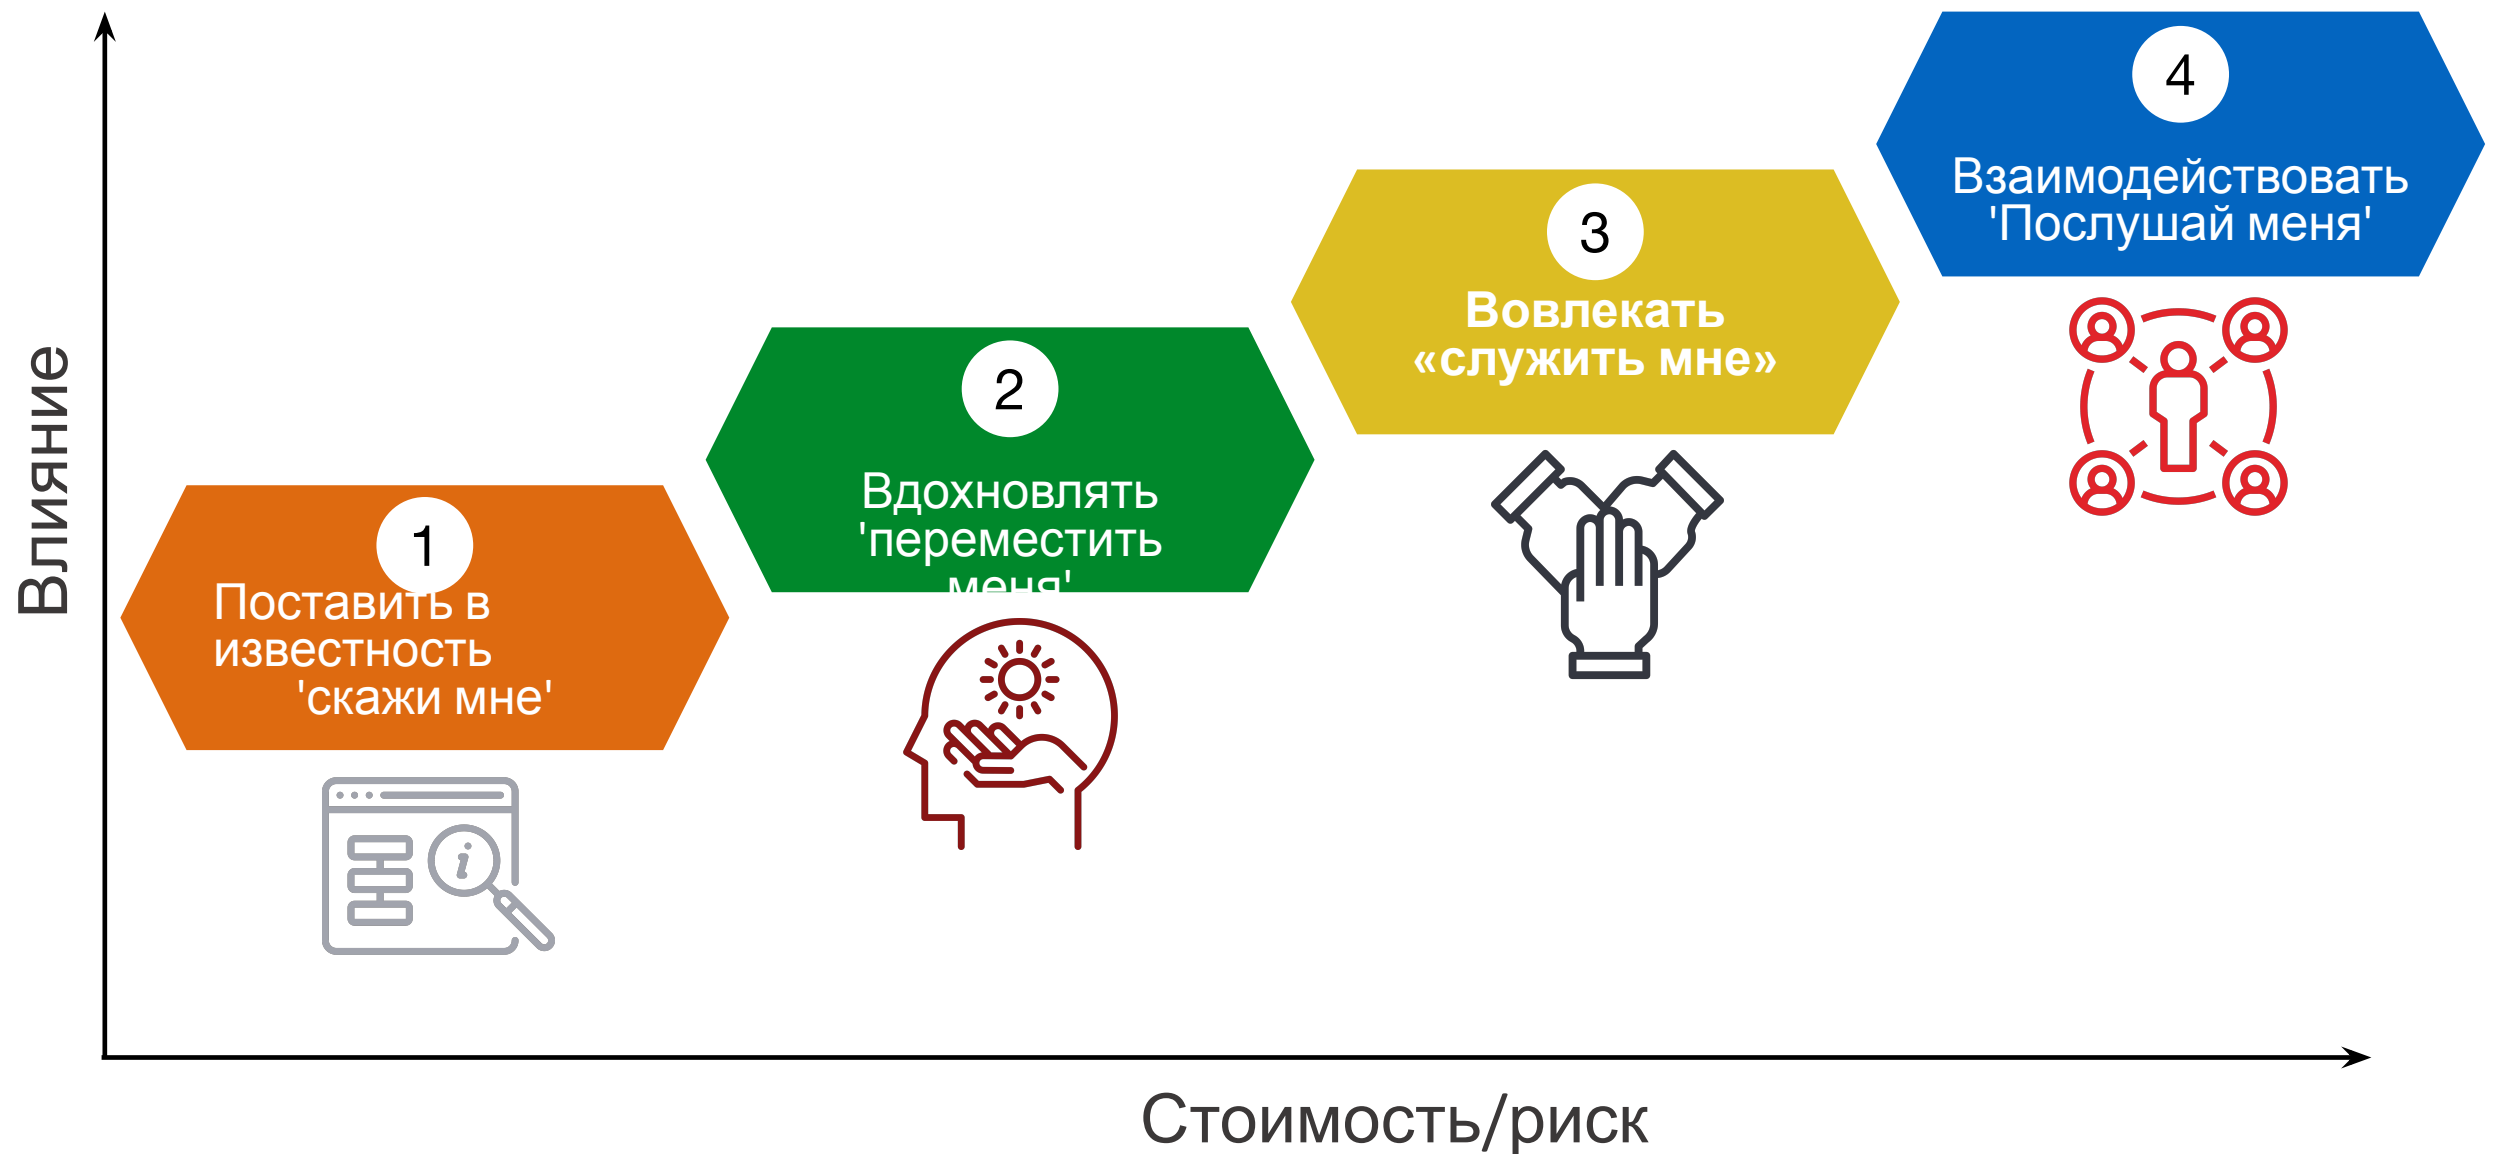 4
Взаимодействовать
'Послушай меня'
3
Вовлекать
«служить мне»
2
Вдохновлять
'переместить
меня'
1
Поставить в
известность
'скажи мне'
i
Влияние
Стоимость/риск